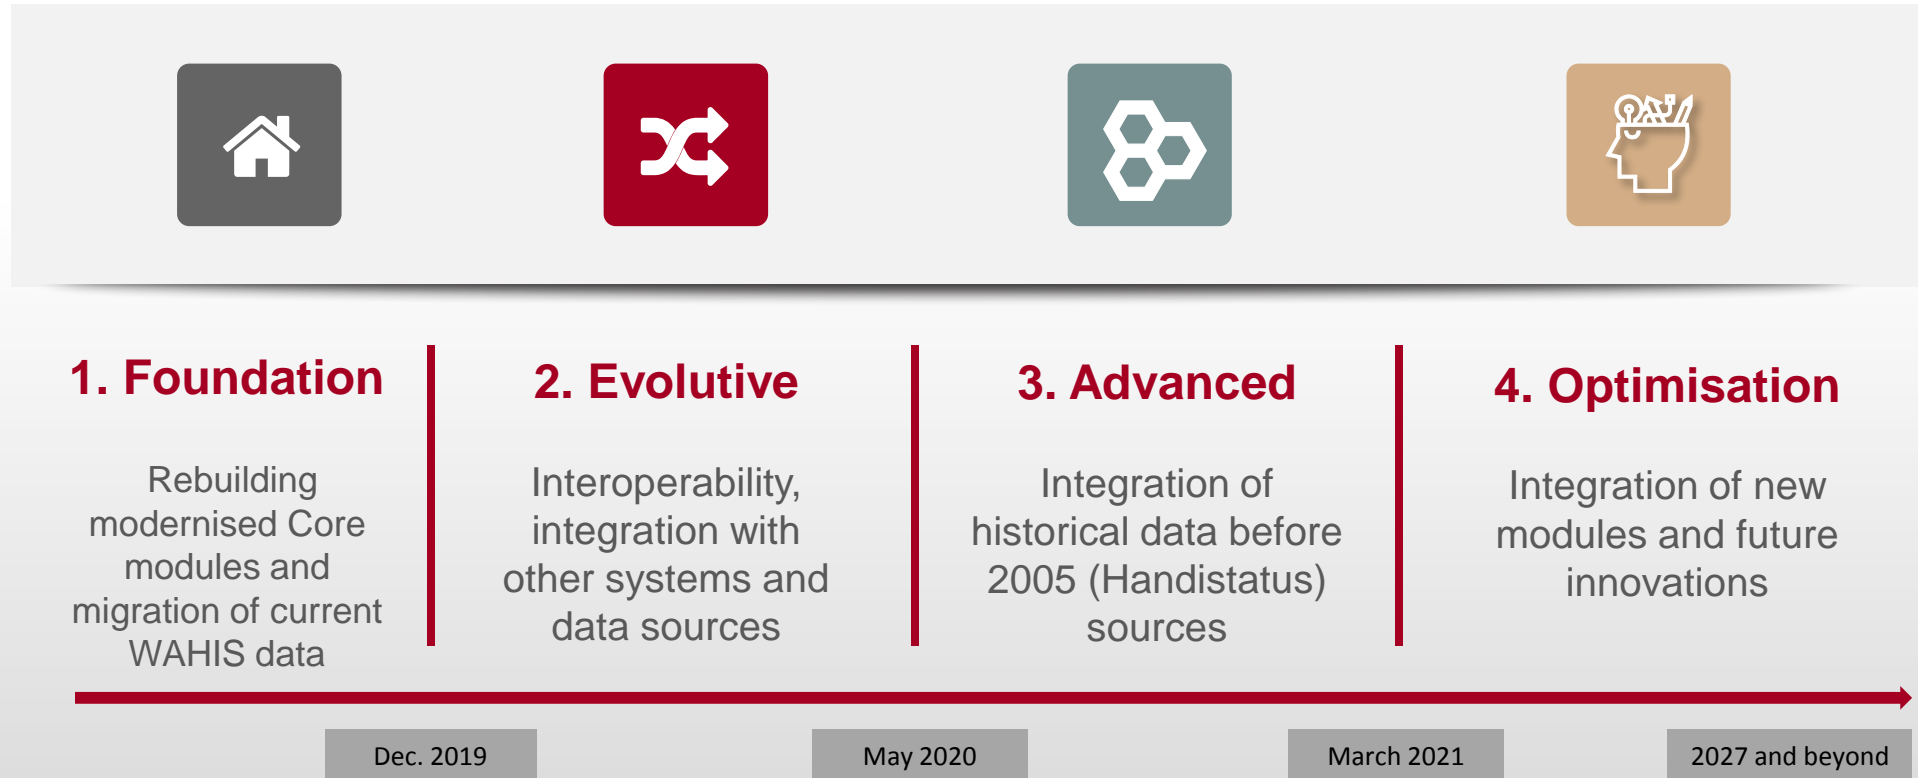 1. Foundation
Rebuilding
modernised Core
modules and
migration of current
WAHIS data
2. Evolutive
Interoperability,
integration with
other systems and
data sources
3. Advanced
Integration of
historical data before
2005 (Handistatus)
sources
4. Optimisation
Integration of new
modules and future
innovations
Dec. 2019
May 2020
March 2021
2027 and beyond